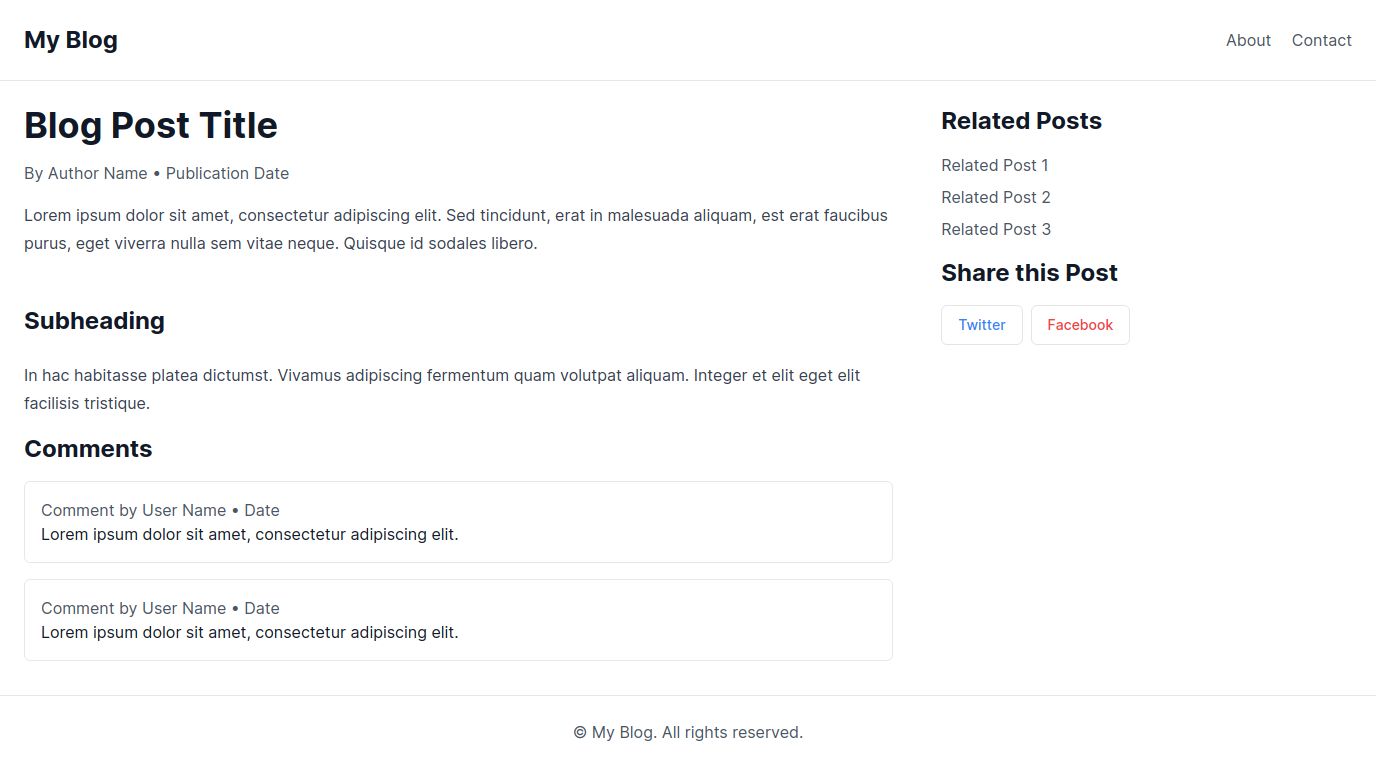 My Blog
About
Contact
Blog Post Title
By Author Name • Publication Date
Lorem ipsum dolor sit amet, consectetur adipiscing elit. Sed tincidunt, erat in malesuada aliquam, est erat faucibus
purus, eget viverra nulla sem vitae neque. Quisque id sodales libero.
Subheading
In hac habitasse platea dictumst. Vivamus adipiscing fermentum quam volutpat aliquam. Integer et elit eget elit
facilisis tristique.
Comments
Comment by User Name • Date
Lorem ipsum dolor sit amet, consectetur adipiscing elit.
Comment by User Name • Date
Lorem ipsum dolor sit amet, consectetur adipiscing elit.
Related Posts
Related Post 1
Related Post 2
Related Post 3
Share this Post
Twitter
Facebook
© My Blog. All rights reserved.